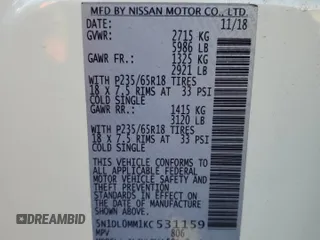 MFD BY NISSAN MOTOR CO., LTD.
DATE: 11/18
GVWR: 2715 KG
5986 LB
GAWR FR.: 1325 KG
2921 LB
WITH P235/65R18 TIRES
18 X 7.5 RIMS AT 33 PSI
COLD SINGLE
GAWR RR.: 1415 KG
3120 LB
WITH P235/65R18 TIRES
18 X 7.5 RIMS AT 33 PSI
COLD SINGLE
THIS VEHICLE CONFORMS TO ALL
APPLICABLE FEDERAL MOTOR VEHICLE
SAFETY, BUMPER, AND
THEFT PREVENTION
STANDARDS IN EFFECT ON
THE DATE OF MANUFACTURE
SHOWN ABOVE.
5N1DL0MM1KC531159
MPV 806